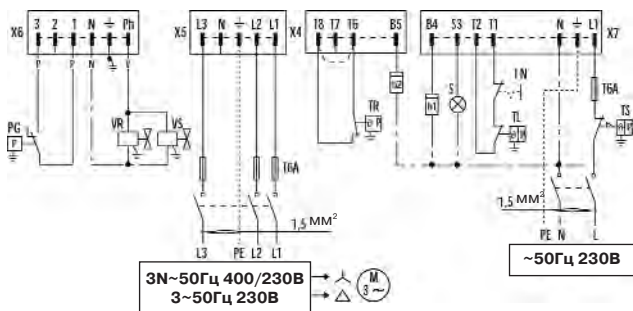 X6 3 2 1 N Ph
X5 L3 N L2 L1
X4 T8 T7 T6 B5
B4 S3 T2 T1 N L1 X7
P P N V
h2
h1
S
IN
T6A
TR
P
TL
P
TS
P
PG
P
VR
VS
T6A
1,5 мм²
1,5 мм²
L3 PE L2 L1
PE N L
3N~50Гц 400/230В
3~50Гц 230В
M
3~
~50Гц 230В